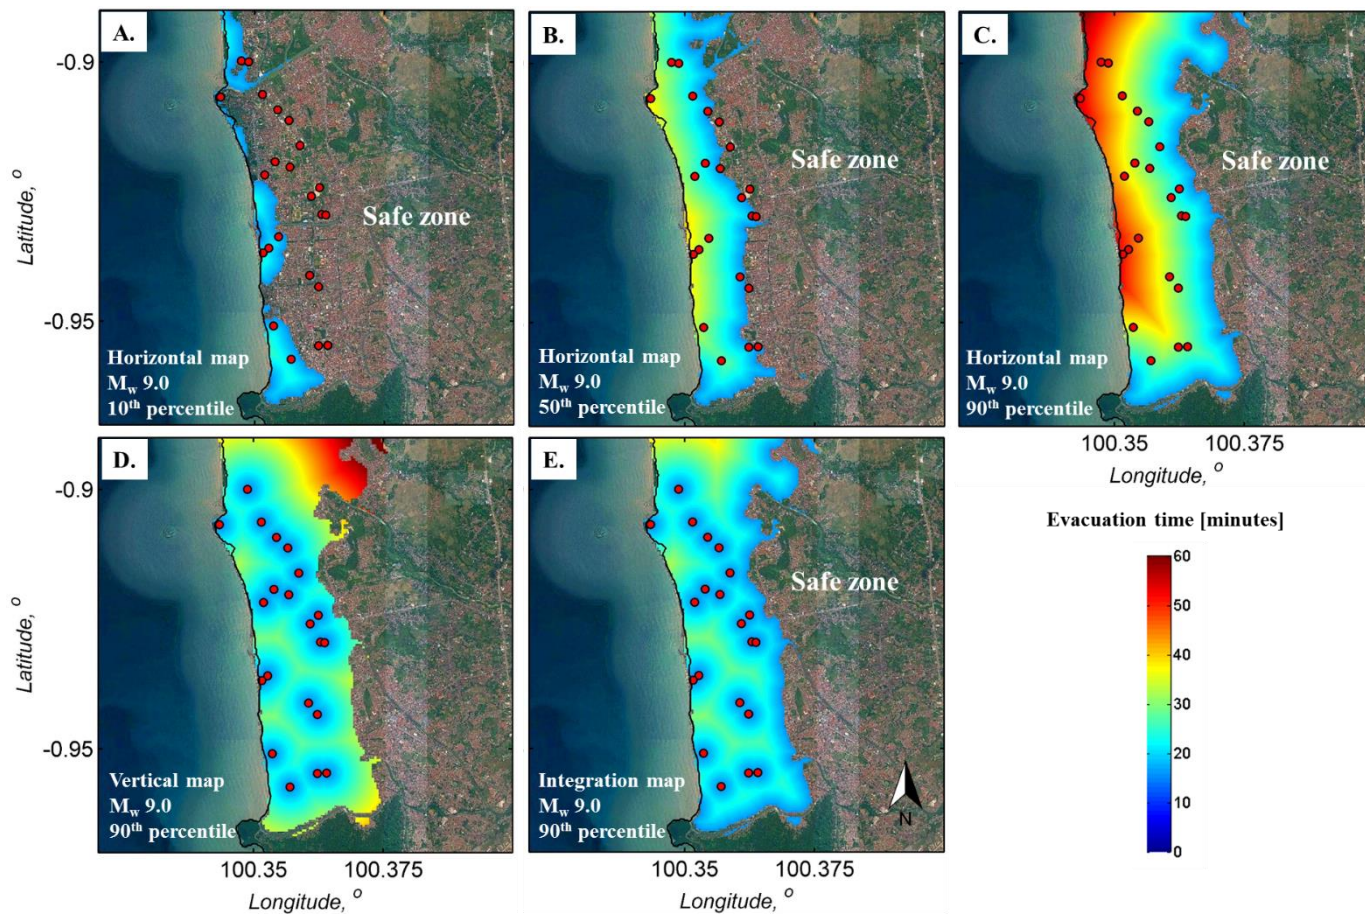 A.
B.
C.
-0.9
Safe zone
Safe zone
Safe zone
Latitude, °
-0.95
Horizontal map
Mw 9.0
10th percentile
Horizontal map
Mw 9.0
50th percentile
Horizontal map
Mw 9.0
90th percentile
100.35
100.375
Longitude, °
D.
E.
-0.9
Safe zone
Latitude, °
-0.95
Vertical map
Mw 9.0
90th percentile
Integration map
Mw 9.0
90th percentile
N
100.35
100.375
100.35
100.375
Longitude, °
Longitude, °
Evacuation time [minutes]
60
50
40
30
20
10
0